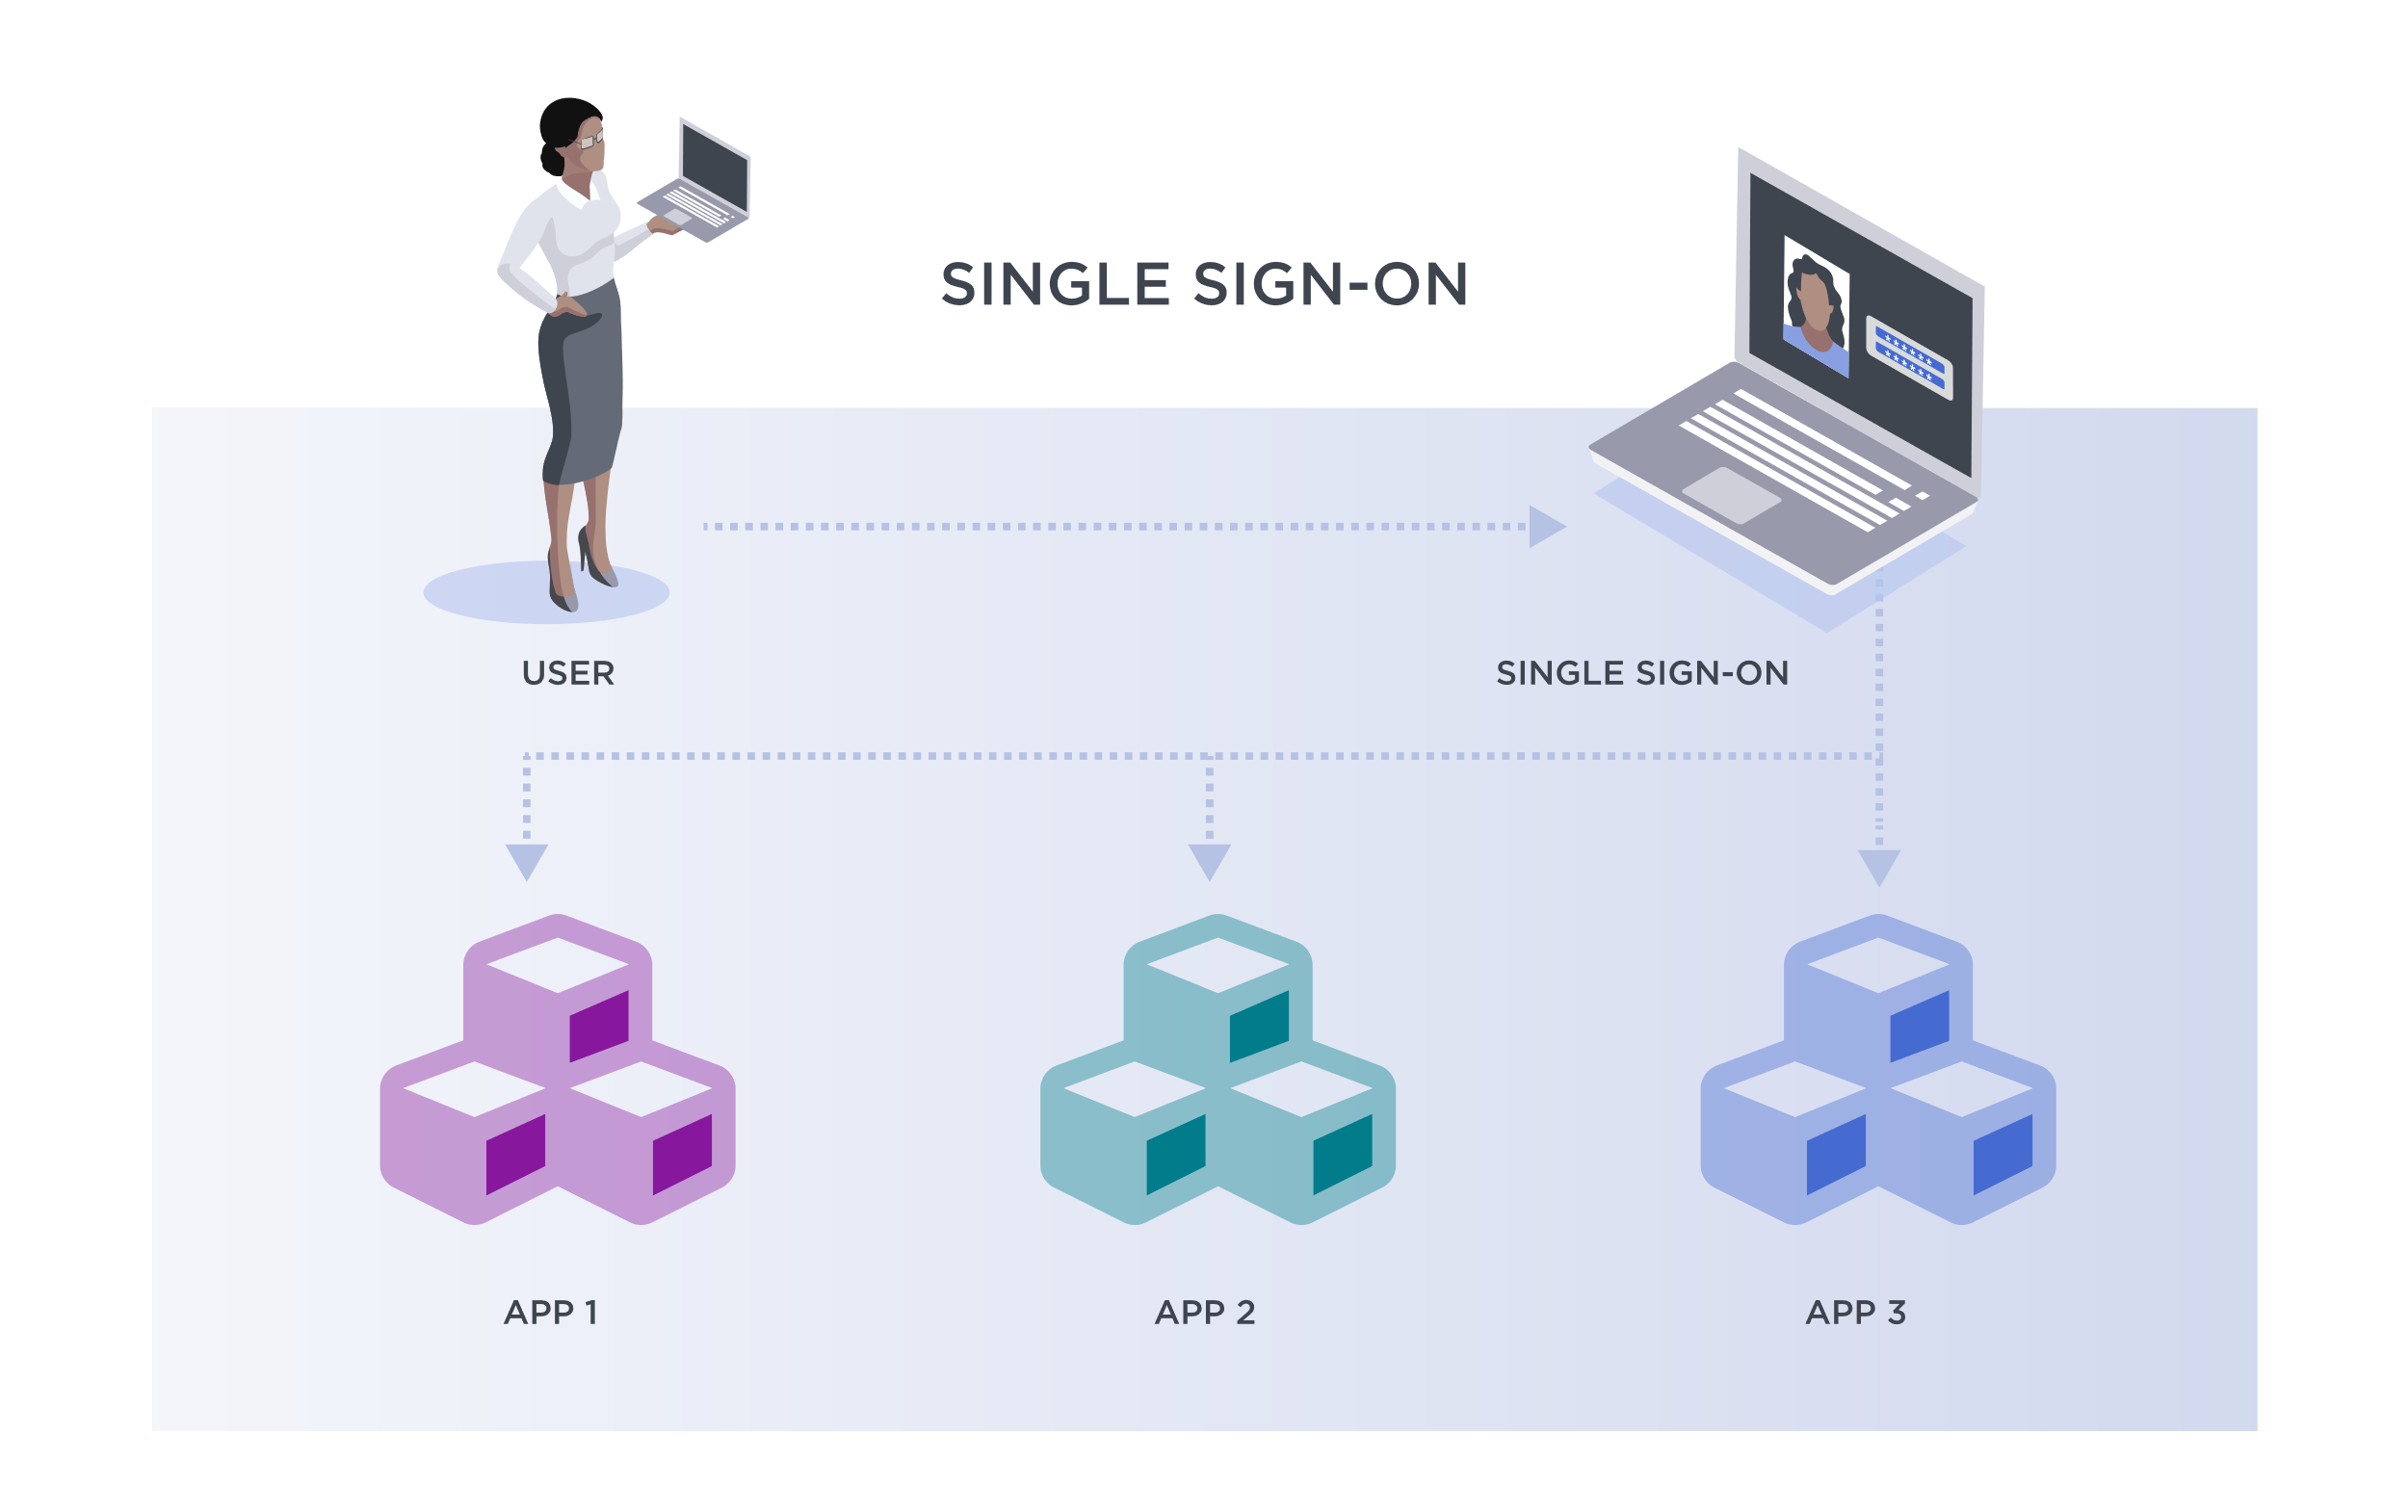 SINGLE SIGN-ON
******
******
USER
SINGLE SIGN-ON
APP 1
APP 2
APP 3